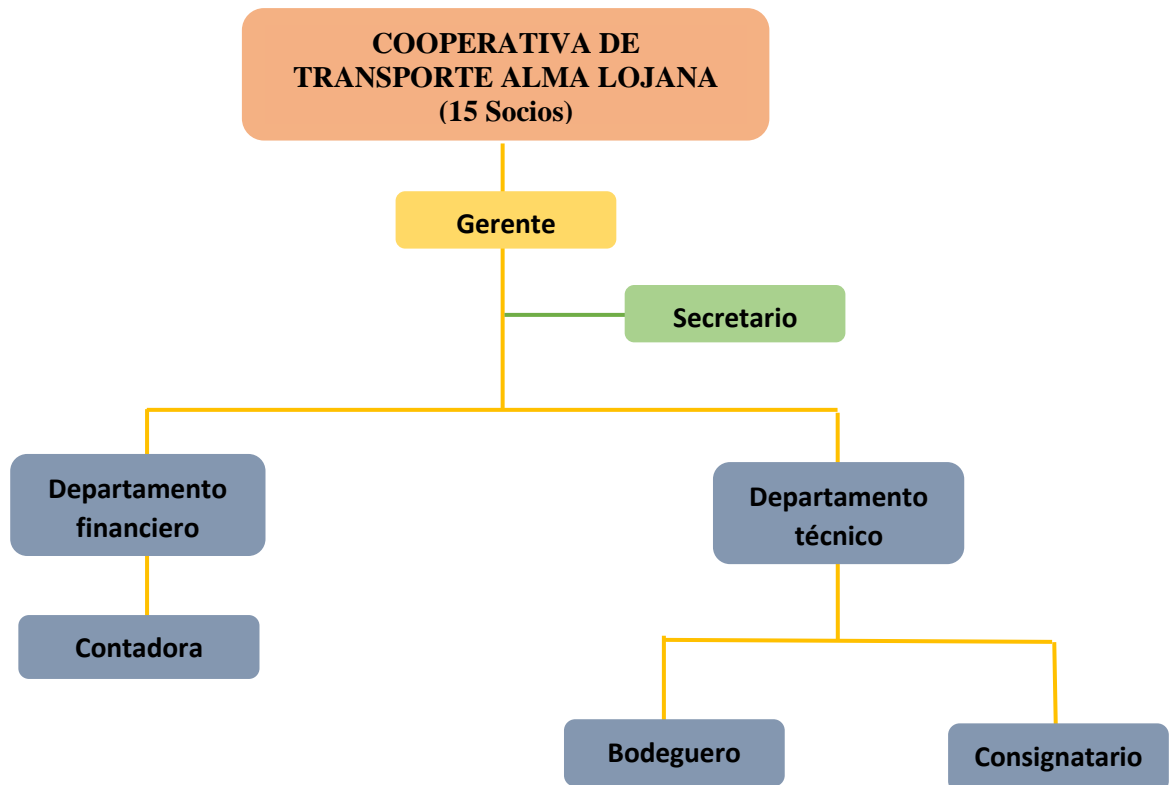 COOPERATIVA DE
TRANSPORTE ALMA LOJANA
(15 Socios)
Gerente
Secretario
Departamento
financiero
Departamento
técnico
Contadora
Bodeguero
Consignatario